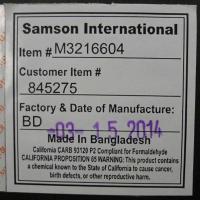 Samson International
Item # M3216604
Customer Item #
845275
Factory & Date of Manufacture:
BD -03-15 2014
Made In Bangladesh
California CARB 93120 P2 Compliant for Formaldehyde
CALIFORNIA PROPOSITION 65 WARNING: This product contains
a chemical known to the State of California to cause cancer,
birth defects, or other reproductive harm.